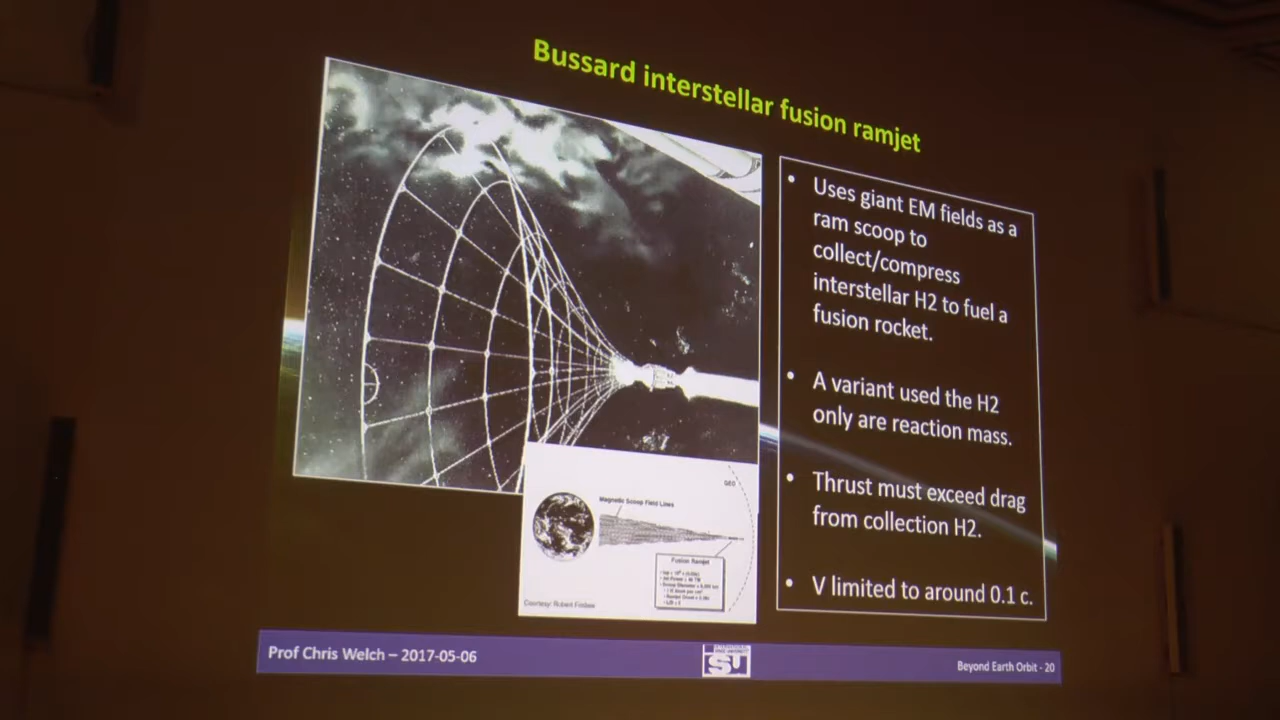 Bussard interstellar fusion ramjet
• Uses giant EM fields as a
ram scoop to
collect/compress
interstellar H2 to fuel a
fusion rocket.
• A variant used the H2
only are reaction mass.
• Thrust must exceed drag
from collection H2.
• V limited to around 0.1 c.
GEO
Magnetic Scoop Field Lines
Fusion Ramjet
Courtesy: Robert
Prof Chris Welch – 2017-05-06
ISU
Beyond Earth Orbit - 20